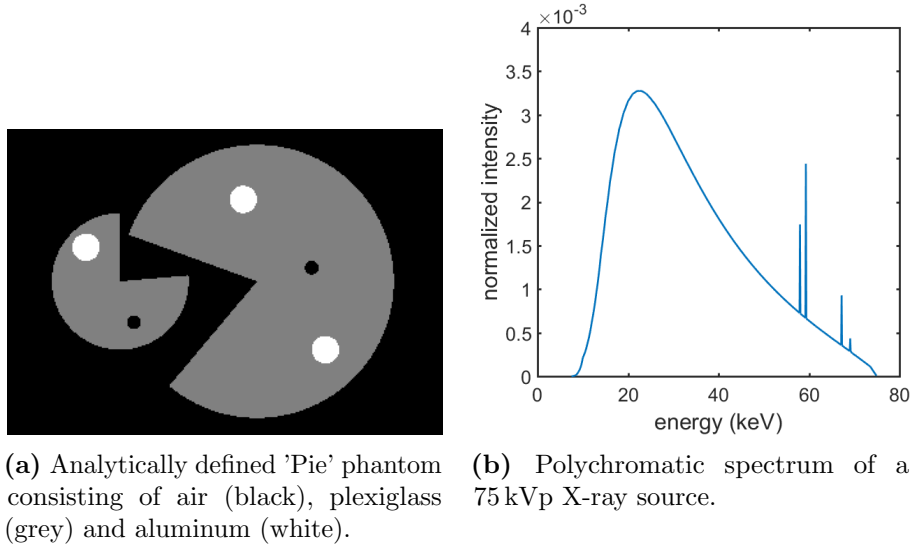 ×10⁻³
4
3.5
3
2.5
2
1.5
1
0.5
0
normalized intensity
0 20 40 60 80
energy (keV)
(a) Analytically defined 'Pie' phantom
consisting of air (black), plexiglass
(grey) and aluminum (white).
(b) Polychromatic spectrum of a
75 kVp X-ray source.